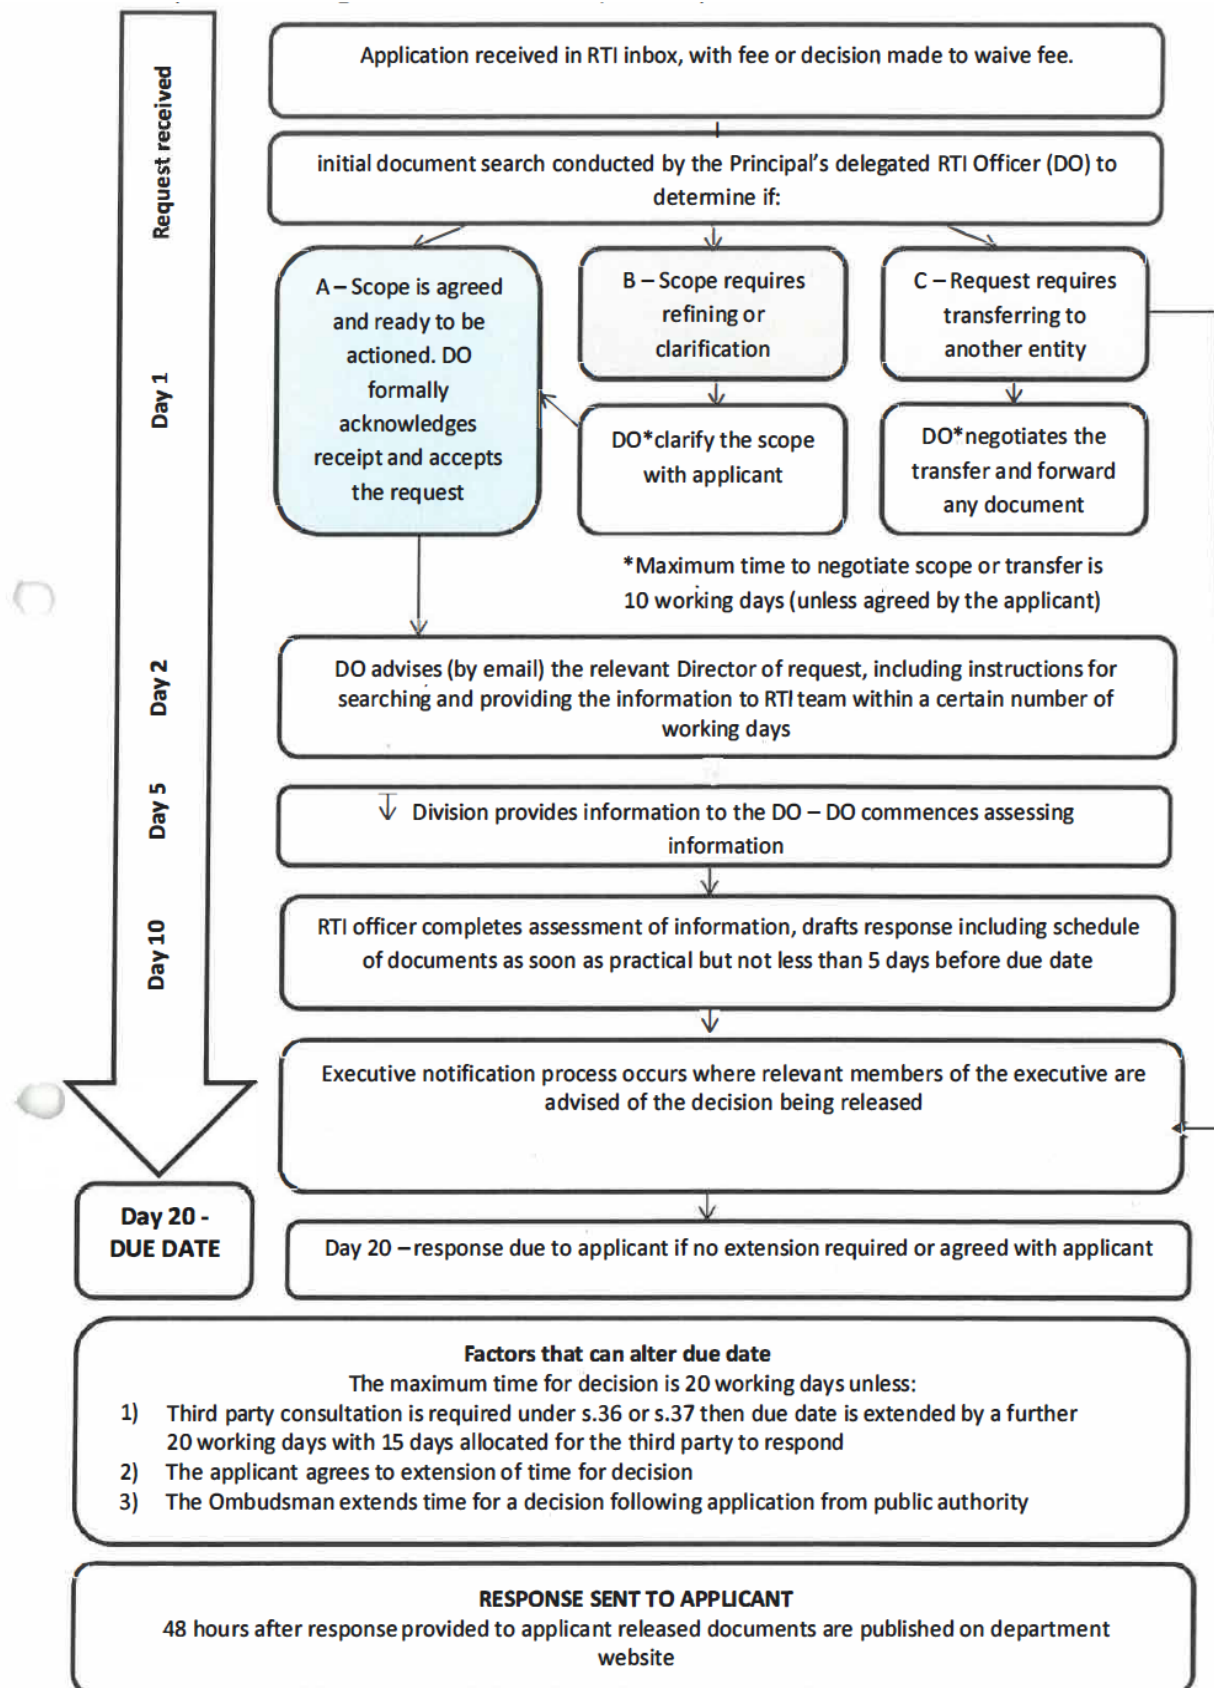 Request received
Application received in RTI inbox, with fee or decision made to waive fee.
initial document search conducted by the Principal's delegated RTI Officer (DO) to
determine if:
Day 1
A – Scope is agreed
and ready to be
actioned. DO
formally
acknowledges
receipt and accepts
the request
B – Scope requires
refining or
clarification
C – Request requires
transferring to
another entity
DO*clarify the scope
with applicant
DO*negotiates the
transfer and forward
any document
*Maximum time to negotiate scope or transfer is
10 working days (unless agreed by the applicant)
Day 2
DO advises (by email) the relevant Director of request, including instructions for
searching and providing the information to RTI team within a certain number of
working days
Day 5
Division provides information to the DO – DO commences assessing
information
Day 10
RTI officer completes assessment of information, drafts response including schedule
of documents as soon as practical but not less than 5 days before due date
Executive notification process occurs where relevant members of the executive are
advised of the decision being released
Day 20 -
DUE DATE
Day 20 – response due to applicant if no extension required or agreed with applicant
Factors that can alter due date
The maximum time for decision is 20 working days unless:
1) Third party consultation is required under s.36 or s.37 then due date is extended by a further
20 working days with 15 days allocated for the third party to respond
2) The applicant agrees to extension of time for decision
3) The Ombudsman extends time for a decision following application from public authority
RESPONSE SENT TO APPLICANT
48 hours after response provided to applicant released documents are published on department
website